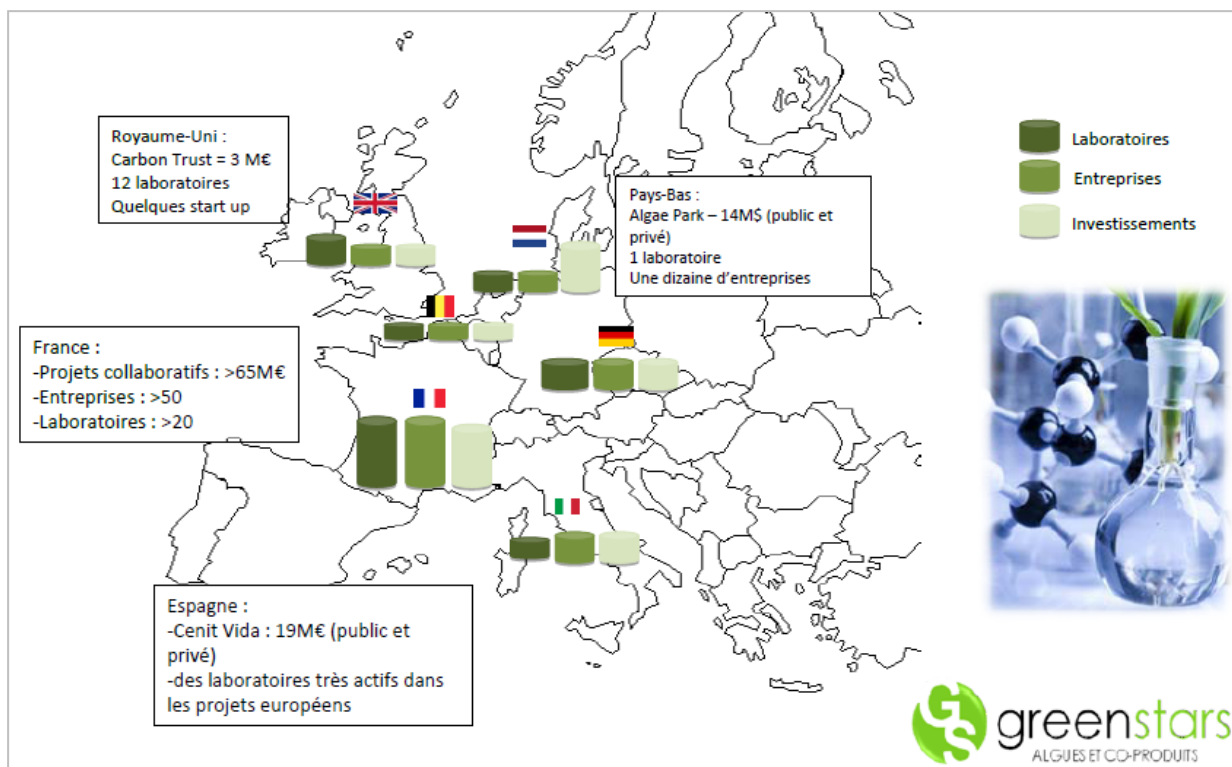 Royaume-Uni :
Carbon Trust = 3 M€
12 laboratoires
Quelques start up
Pays-Bas :
Algae Park – 14M$ (public et
privé)
1 laboratoire
Une dizaine d'entreprises
Laboratoires
Entreprises
Investissements
France :
-Projets collaboratifs : >65M€
-Entreprises : >50
-Laboratoires : >20
Espagne :
-Cenit Vida : 19M€ (public et
privé)
-des laboratoires très actifs dans
les projets européens
GS greenstars
ALGUES ET CO-PRODUITS